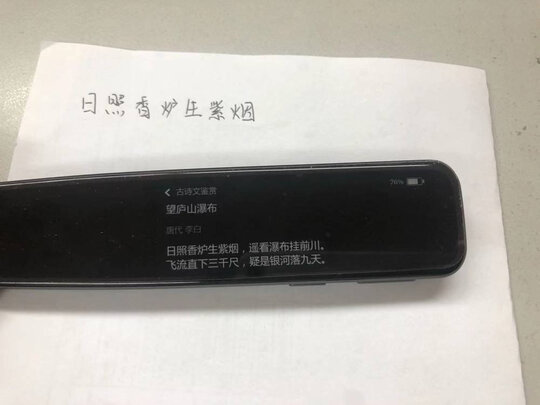 日照香炉生紫烟
古诗文鉴赏
76%
望庐山瀑布
唐代 李白
日照香炉生紫烟，遥看瀑布挂前川。
飞流直下三千尺，疑是银河落九天。